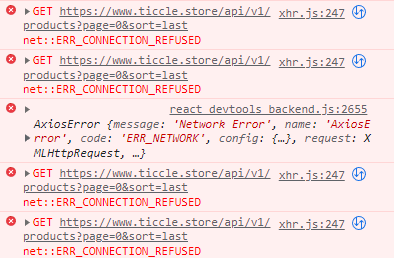 GET https://www.ticcle.store/api/v1/ xhr.js:247
products?page=0&sort=last
net::ERR_CONNECTION_REFUSED
GET https://www.ticcle.store/api/v1/ xhr.js:247
products?page=0&sort=last
net::ERR_CONNECTION_REFUSED
react_devtools_backend.js:2655
AxiosError {message: 'Network Error', name: 'AxiosE
rror', code: 'ERR_NETWORK', config: {…}, request: X
MLHttpRequest, …}
GET https://www.ticcle.store/api/v1/ xhr.js:247
products?page=0&sort=last
net::ERR_CONNECTION_REFUSED
GET https://www.ticcle.store/api/v1/ xhr.js:247
products?page=0&sort=last
net::ERR_CONNECTION_REFUSED